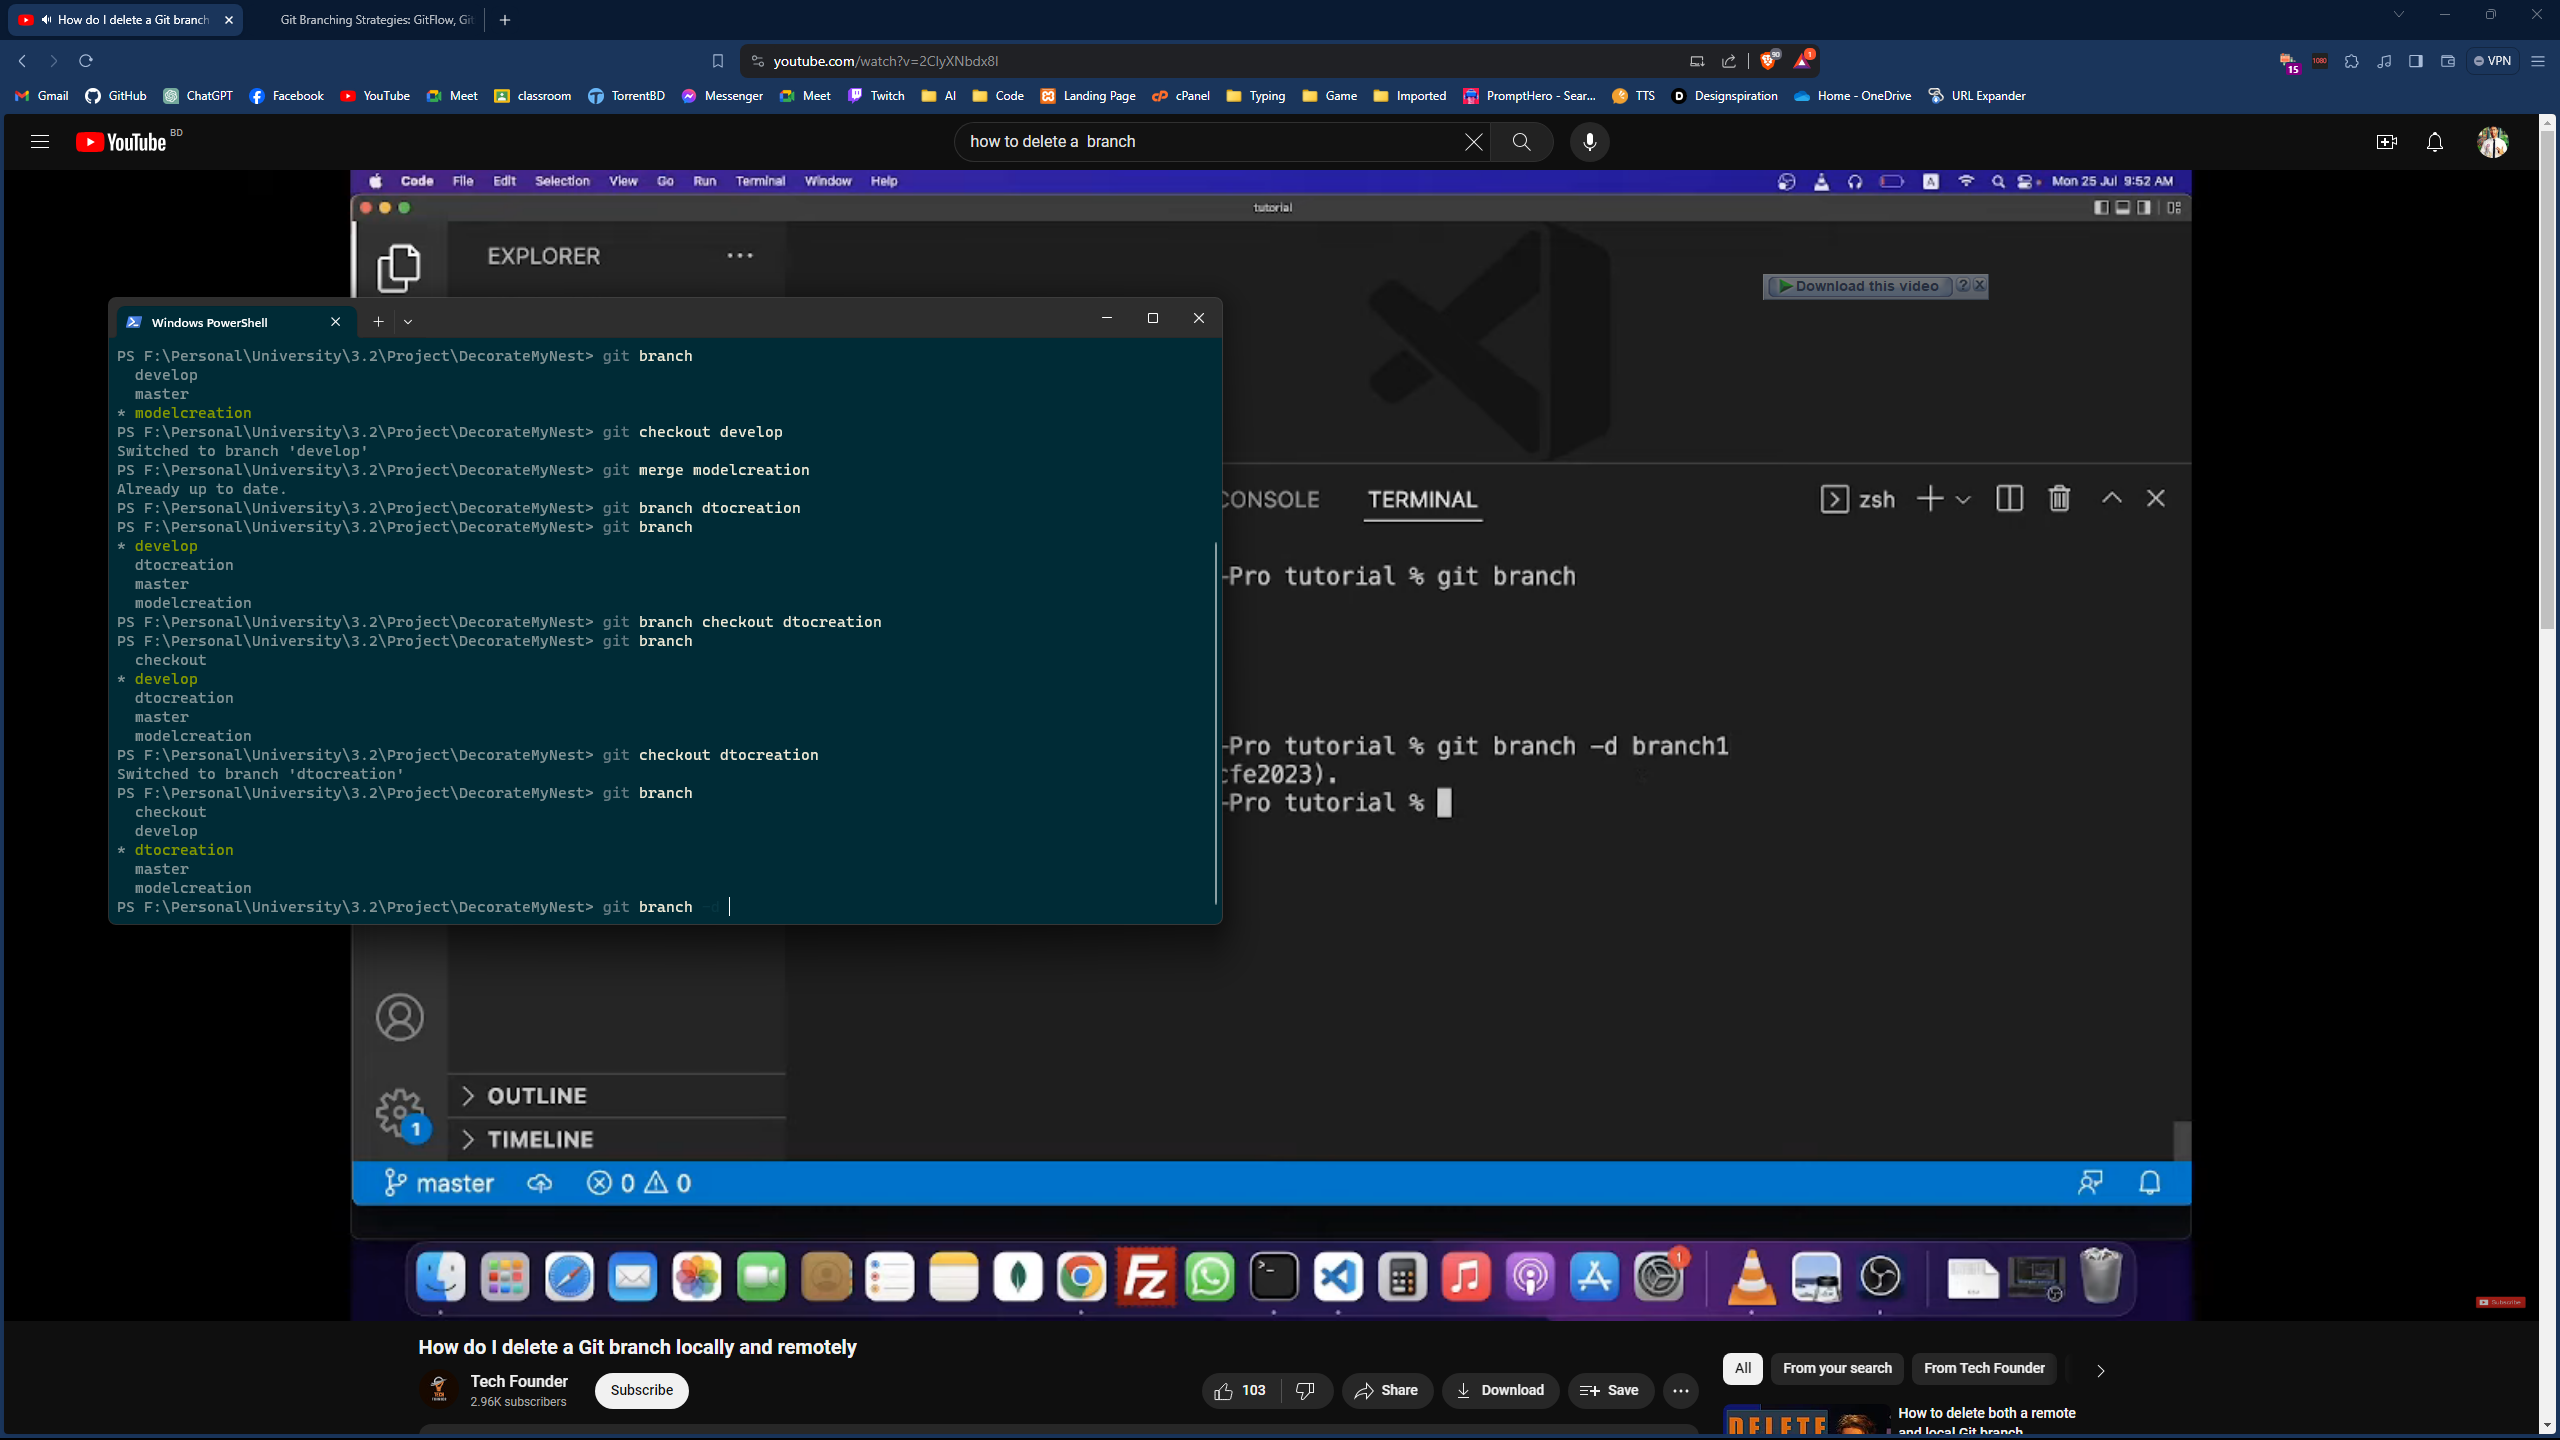 How do I delete a Git branch
Git Branching Strategies: GitFlow, Git
youtube.com/watch?v=2ClyXNbdx8I
90
1
15
1080
VPN
Gmail GitHub ChatGPT Facebook YouTube Meet classroom TorrentBD Messenger Meet Twitch AI Code Landing Page cPanel Typing Game Imported PromptHero - Sear... TTS Designspiration Home - OneDrive URL Expander
YouTube BD
how to delete a  branch
Code File Edit Selection View Go Run Terminal Window Help
A
Mon 25 Jul 9:52 AM
tutorial
EXPLORER
Download this video ? X
Windows PowerShell
PS F:\Personal\University\3.2\Project\DecorateMyNest> git branch
  develop
  master
* modelcreation
PS F:\Personal\University\3.2\Project\DecorateMyNest> git checkout develop
Switched to branch 'develop'
PS F:\Personal\University\3.2\Project\DecorateMyNest> git merge modelcreation
Already up to date.
PS F:\Personal\University\3.2\Project\DecorateMyNest> git branch dtocreation
PS F:\Personal\University\3.2\Project\DecorateMyNest> git branch
* develop
  dtocreation
  master
  modelcreation
PS F:\Personal\University\3.2\Project\DecorateMyNest> git branch checkout dtocreation
PS F:\Personal\University\3.2\Project\DecorateMyNest> git branch
  checkout
* develop
  dtocreation
  master
  modelcreation
PS F:\Personal\University\3.2\Project\DecorateMyNest> git checkout dtocreation
Switched to branch 'dtocreation'
PS F:\Personal\University\3.2\Project\DecorateMyNest> git branch
  checkout
  develop
* dtocreation
  master
  modelcreation
PS F:\Personal\University\3.2\Project\DecorateMyNest> git branch -d
CONSOLE TERMINAL
zsh
-Pro tutorial % git branch
-Pro tutorial % git branch -d branch1
cfe2023).
-Pro tutorial %
1
OUTLINE
TIMELINE
master 0 0
Fz
1
Subscribe
How do I delete a Git branch locally and remotely
Tech Founder
2.96K subscribers
Subscribe
103
Share
Download
Save
All
From your search
From Tech Founder
DELETE
How to delete both a remote
and local Git branch